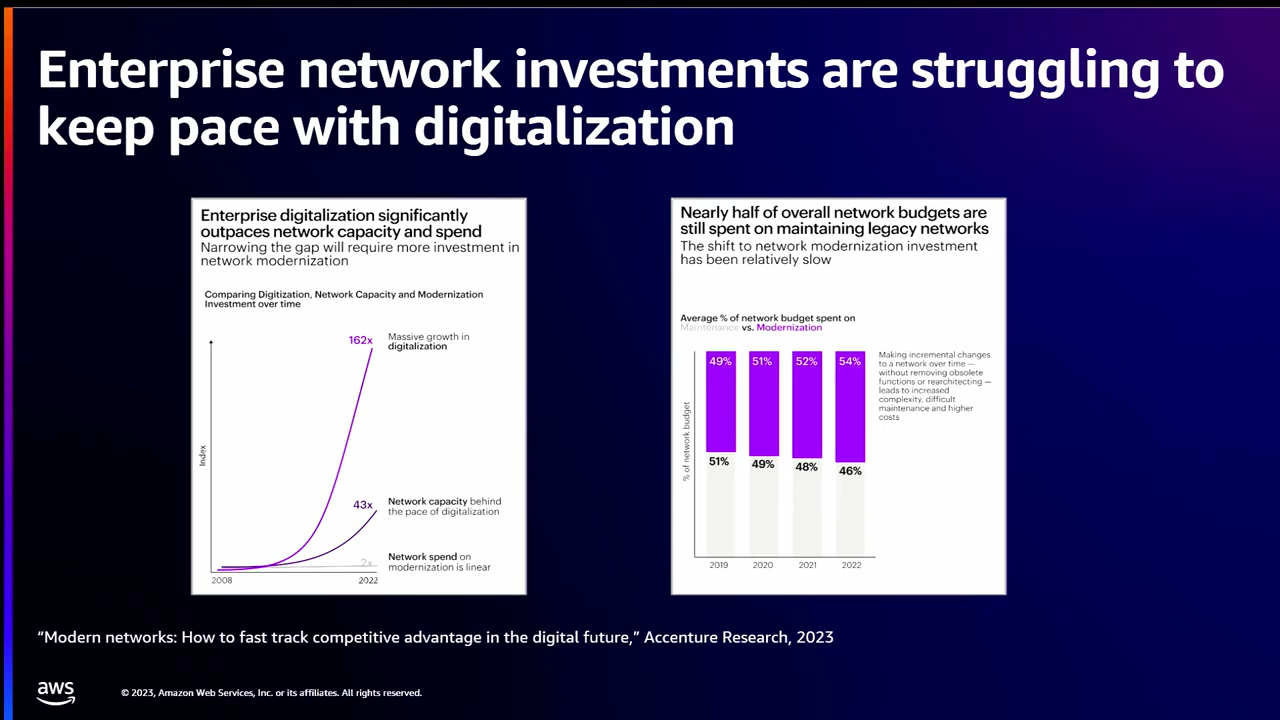 Enterprise network investments are struggling to
keep pace with digitalization
Enterprise digitalization significantly
outpaces network capacity and spend
Narrowing the gap will require more investment in
network modernization
Comparing Digitization, Network Capacity and Modernization
Investment over time
162x
Massive growth in
digitalization
Index
43x
Network capacity behind
the pace of digitalization
2x
Network spend on
modernization is linear
2008
2022
Nearly half of overall network budgets are
still spent on maintaining legacy networks
The shift to network modernization investment
has been relatively slow
Average % of network budget spent on
Maintenance vs. Modernization
% of network budget
49%
51%
52%
54%
51%
49%
48%
46%
2019
2020
2021
2022
Making incremental changes
to a network over time —
without removing obsolete
functions or rearchitecting —
leads to increased
complexity, difficult
maintenance and higher
costs
“Modern networks: How to fast track competitive advantage in the digital future,” Accenture Research, 2023
aws
© 2023, Amazon Web Services, Inc. or its affiliates. All rights reserved.